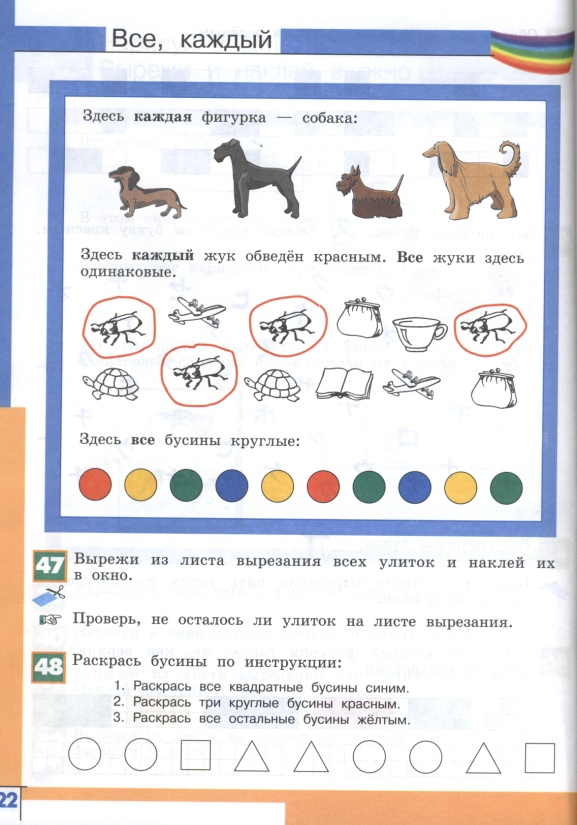 Все, каждый
Здесь каждая фигурка — собака:
Здесь каждый жук обведён красным. Все жуки здесь
одинаковые.
Здесь все бусины круглые:
47 Вырежи из листа вырезания всех улиток и наклей их
в окно.
Проверь, не осталось ли улиток на листе вырезания.
48 Раскрась бусины по инструкции:
1. Раскрась все квадратные бусины синим.
2. Раскрась три круглые бусины красным.
3. Раскрась все остальные бусины жёлтым.
22